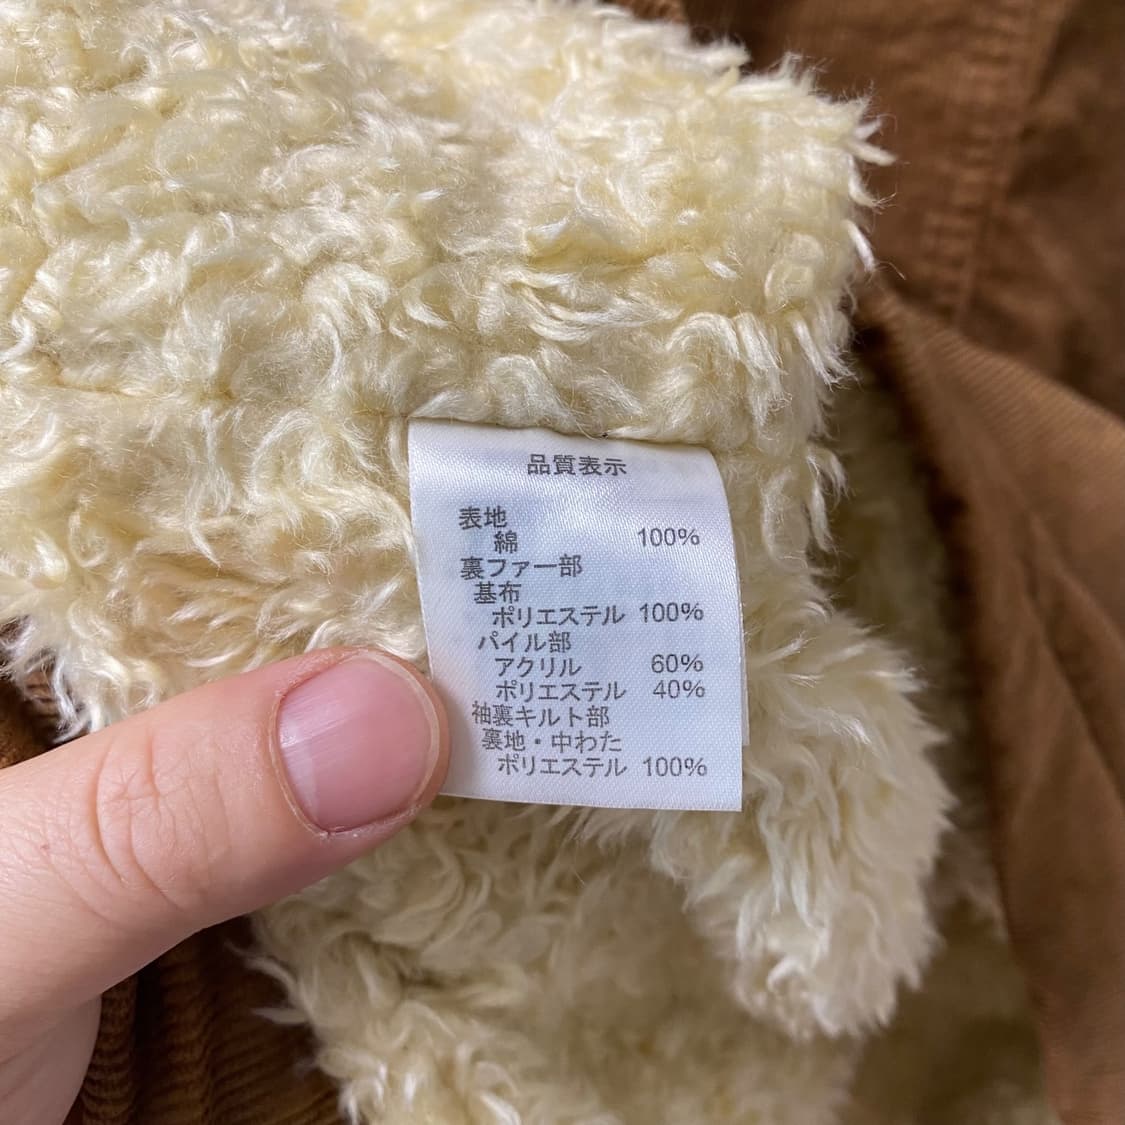 品質表示
表地
綿 100%
裏ファー部
基布
ポリエステル 100%
パイル部
アクリル 60%
ポリエステル 40%
袖裏キルト部
裏地・中わた
ポリエステル 100%